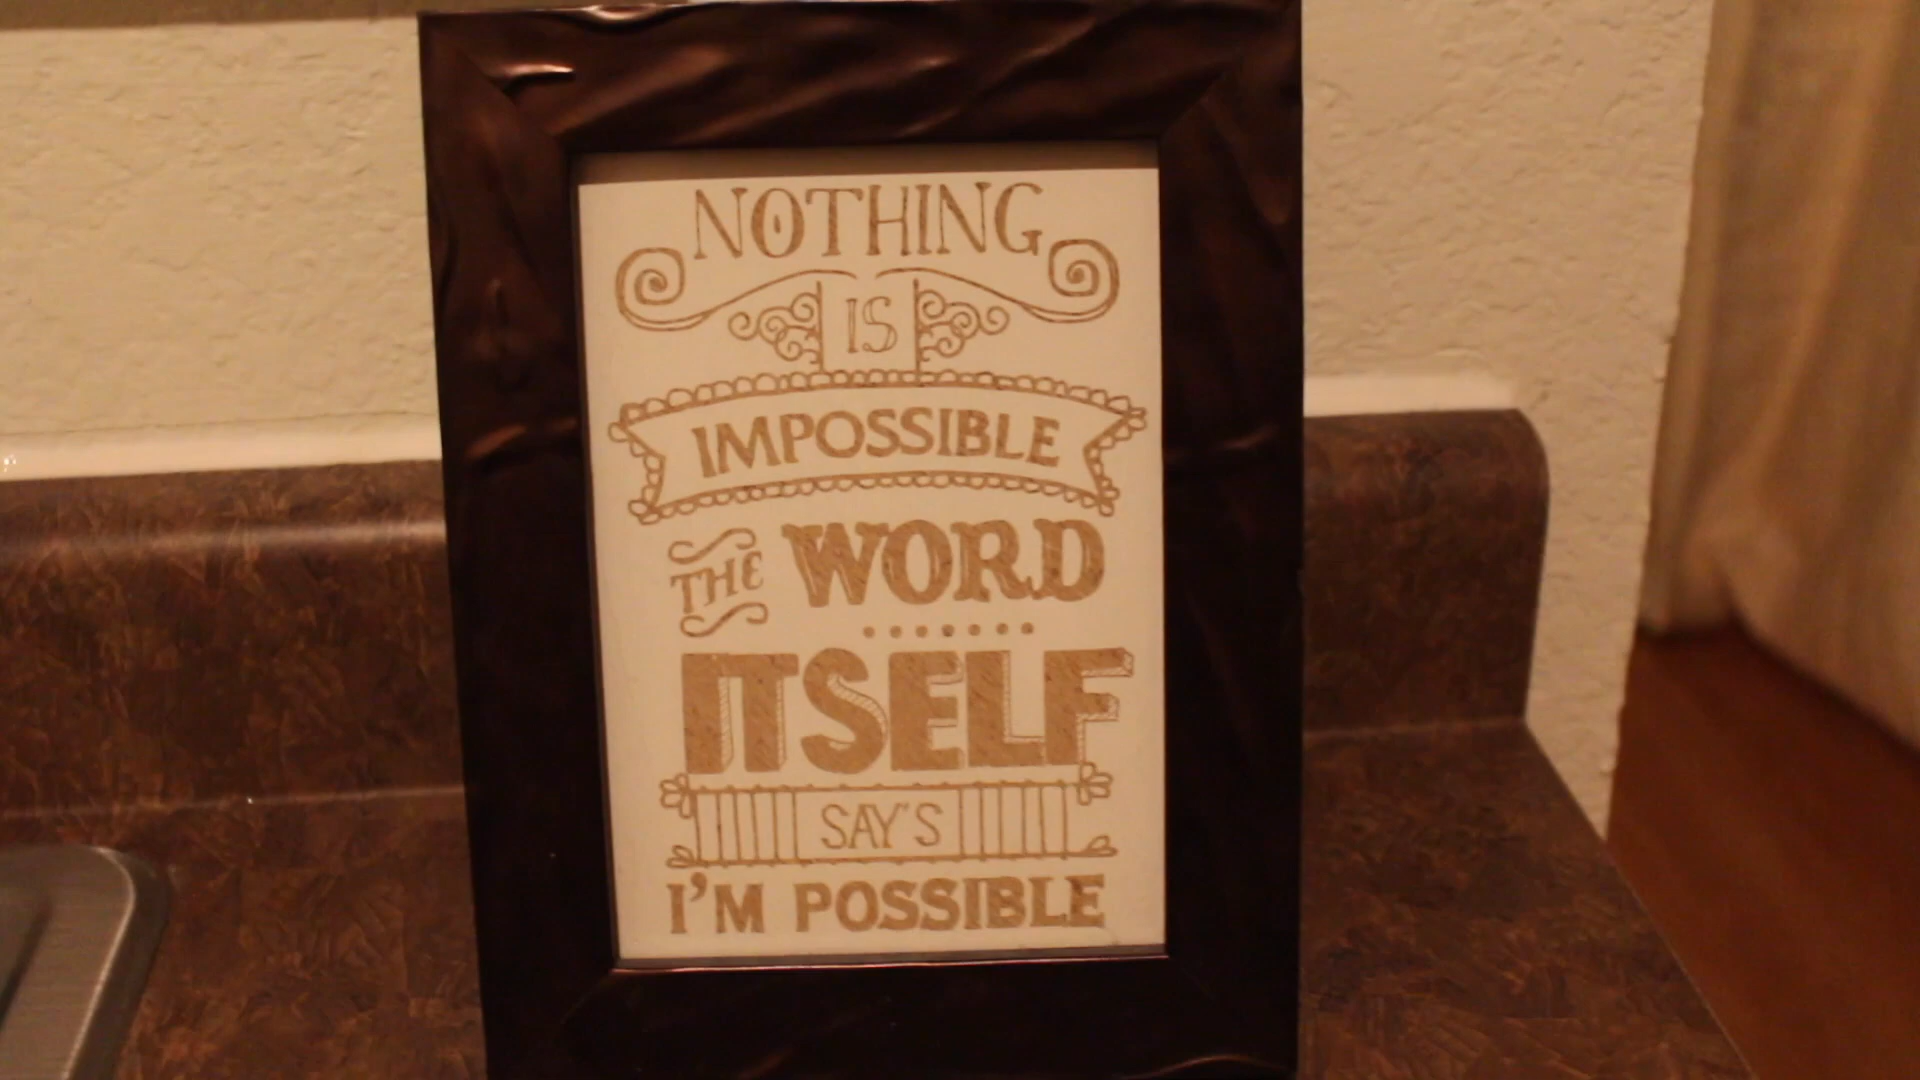 NOTHING
IS
IMPOSSIBLE
THE WORD
ITSELF
SAY'S
I'M POSSIBLE